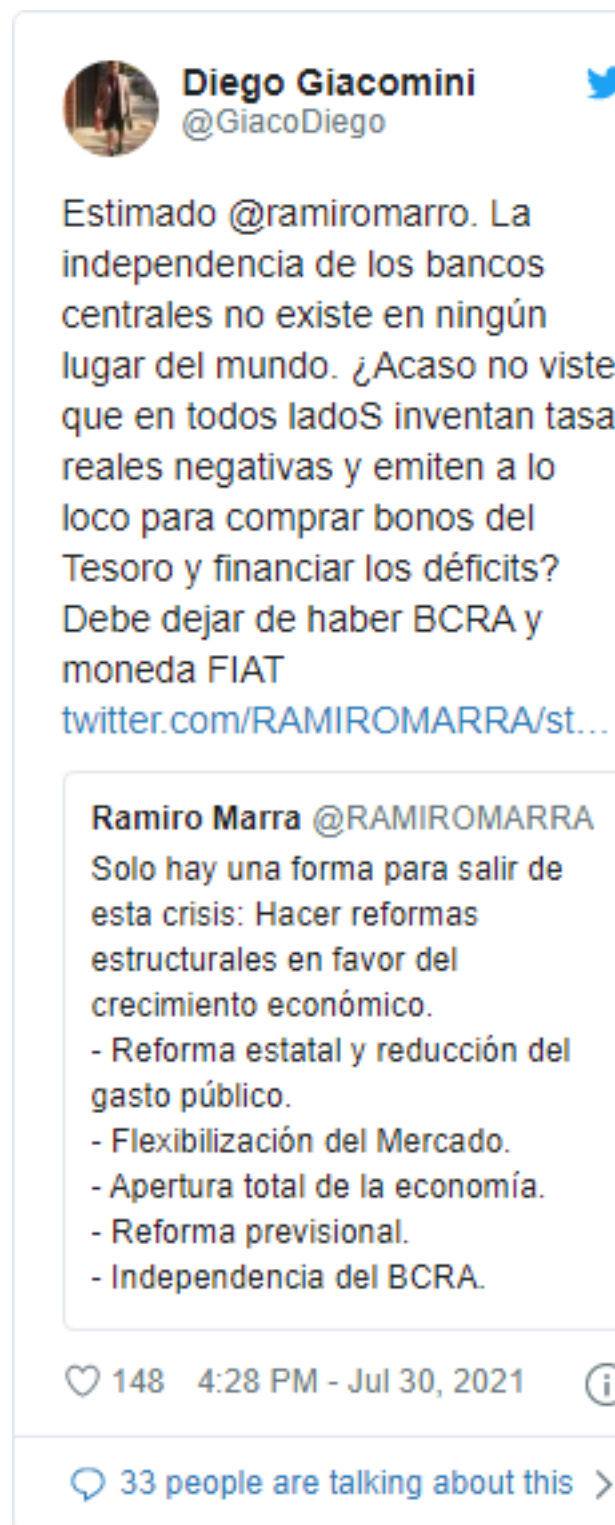 Diego Giacomini
@GiacoDiego
Estimado @ramiromarro. La
independencia de los bancos
centrales no existe en ningún
lugar del mundo. ¿Acaso no viste
que en todos ladoS inventan tasa
reales negativas y emiten a lo
loco para comprar bonos del
Tesoro y financiar los déficits?
Debe dejar de haber BCRA y
moneda FIAT
twitter.com/RAMIROMARRA/st…
Ramiro Marra @RAMIROMARRA
Solo hay una forma para salir de
esta crisis: Hacer reformas
estructurales en favor del
crecimiento económico.
- Reforma estatal y reducción del
gasto público.
- Flexibilización del Mercado.
- Apertura total de la economía.
- Reforma previsional.
- Independencia del BCRA.
148 4:28 PM - Jul 30, 2021
33 people are talking about this